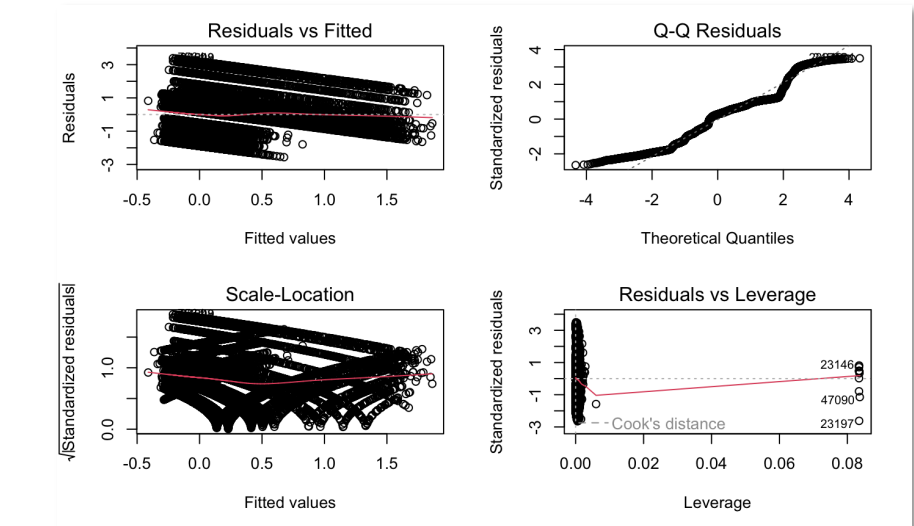 Residuals vs Fitted
Residuals
3
1
-1
-3
-0.5 0.0 0.5 1.0 1.5
Fitted values
Q-Q Residuals
Standardized residuals
4
2
0
-2
-4 -2 0 2 4
Theoretical Quantiles
Scale-Location
√|Standardized residuals|
1.0
0.0
-0.5 0.0 0.5 1.0 1.5
Fitted values
Residuals vs Leverage
Standardized residuals
3
1
-1
-3
23146
47090
23197
Cook's distance
0.00 0.02 0.04 0.06 0.08
Leverage